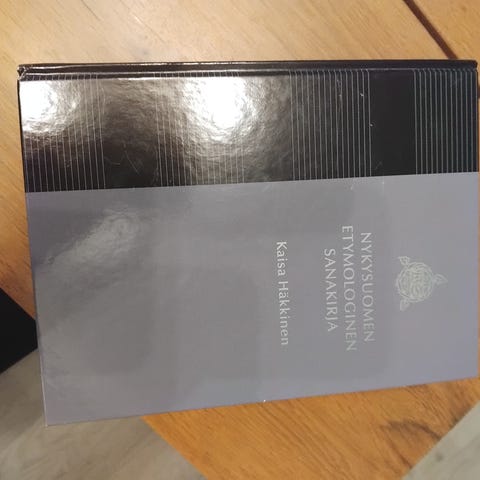 NYKYSUOMEN
ETYMOLOGINEN
SANAKIRJA
Kaisa Häkkinen